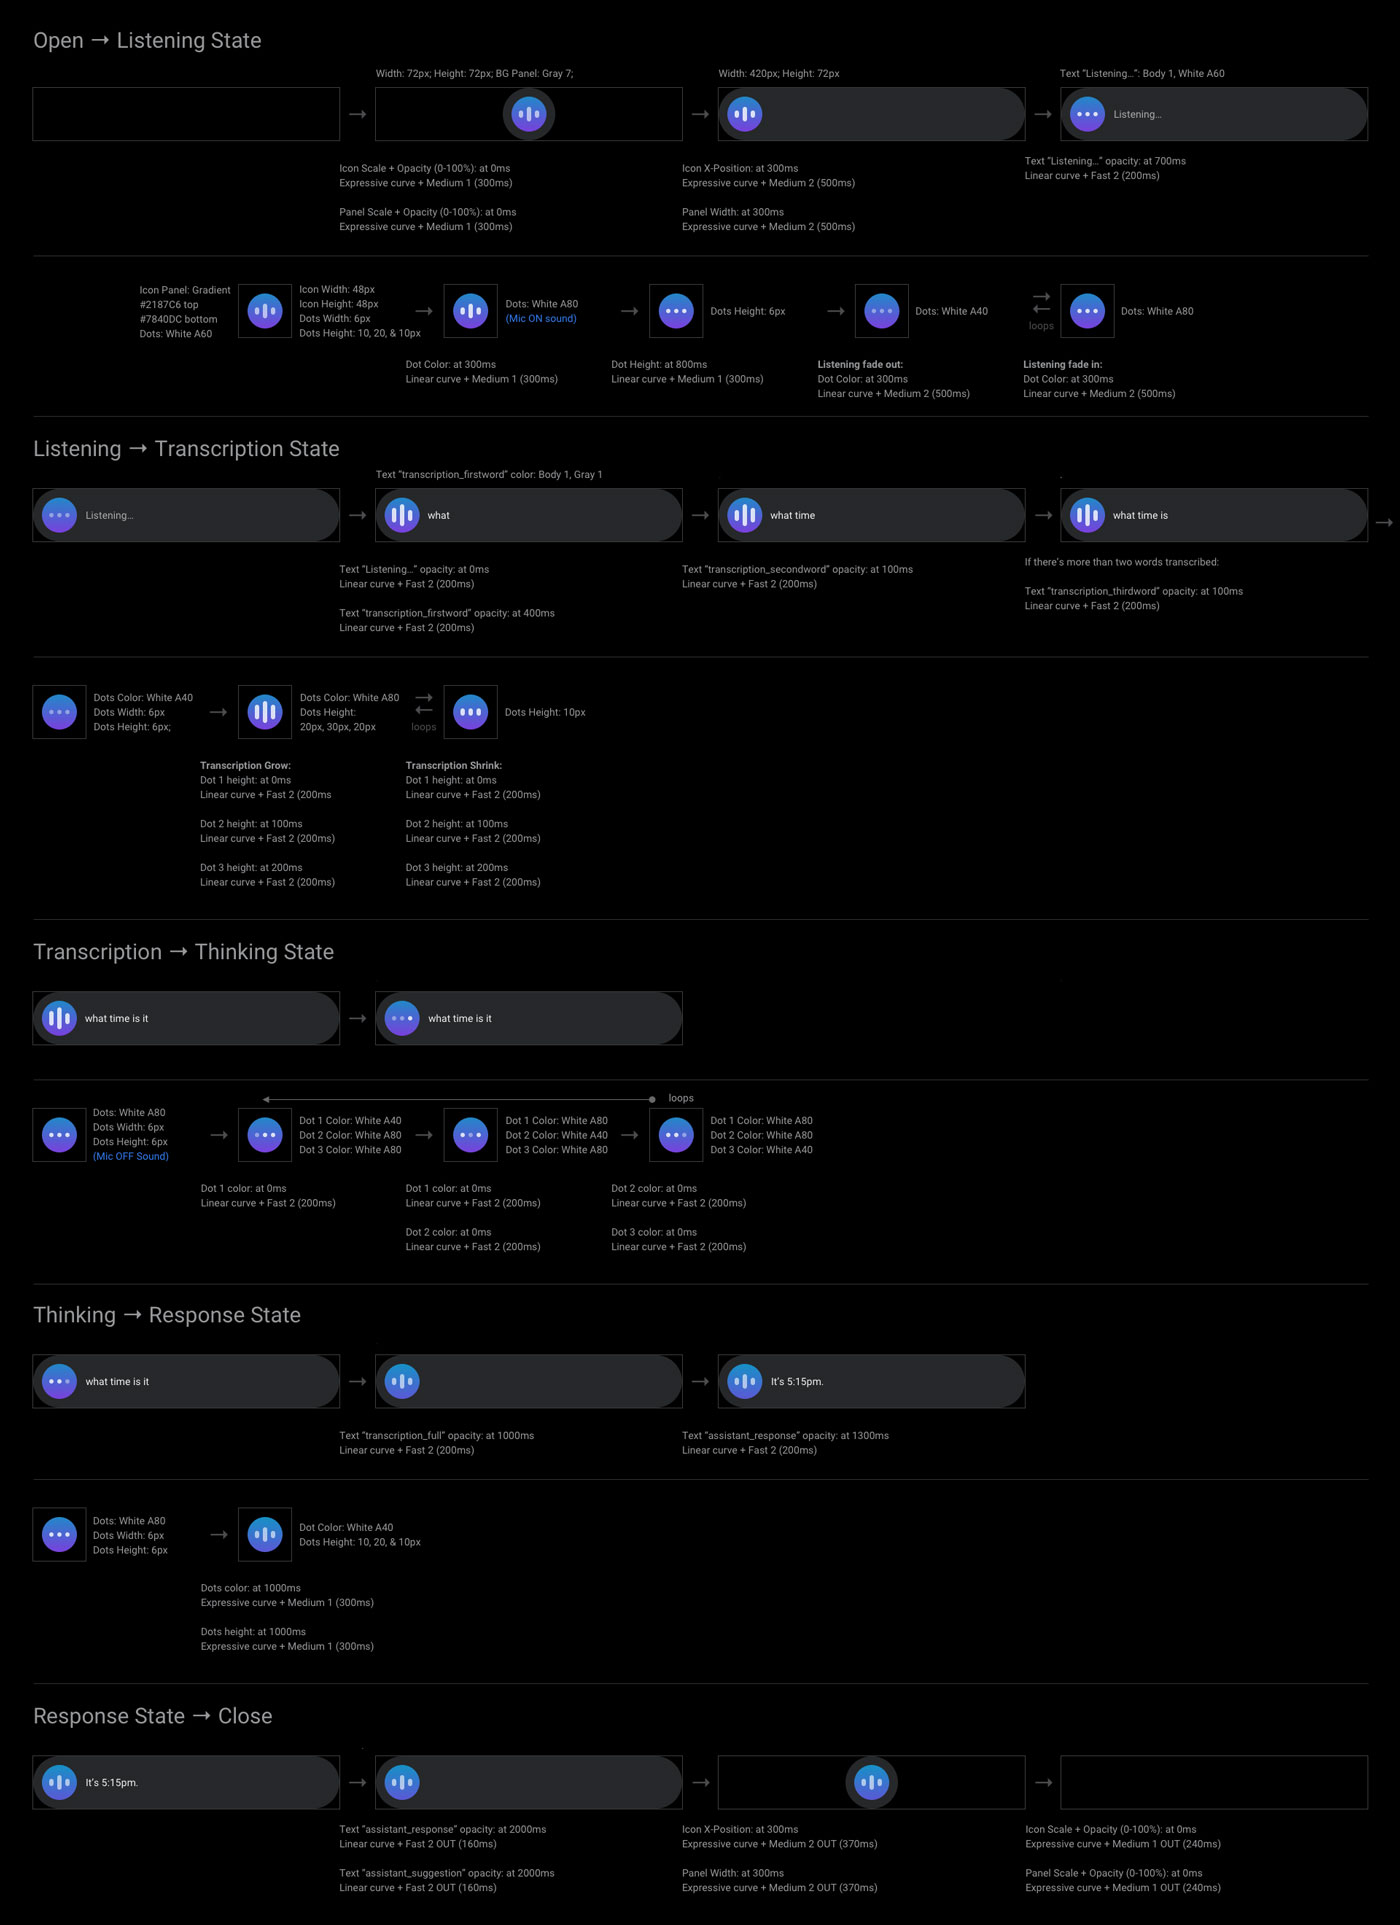 Open → Listening State
Width: 72px; Height: 72px; BG Panel: Gray 7;
Width: 420px; Height: 72px
Text “Listening…”: Body 1, White A60
Listening…
Icon Scale + Opacity (0-100%): at 0ms
Expressive curve + Medium 1 (300ms)
Panel Scale + Opacity (0-100%): at 0ms
Expressive curve + Medium 1 (300ms)
Icon X-Position: at 300ms
Expressive curve + Medium 2 (500ms)
Panel Width: at 300ms
Expressive curve + Medium 2 (500ms)
Text “Listening…” opacity: at 700ms
Linear curve + Fast 2 (200ms)
Icon Panel: Gradient
#2187C6 top
#7840DC bottom
Dots: White A60
Icon Width: 48px
Icon Height: 48px
Dots Width: 6px
Dots Height: 10, 20, & 10px
Dots: White A80
(Mic ON sound)
Dots Height: 6px
Dots: White A40
loops
Dots: White A80
Dot Color: at 300ms
Linear curve + Medium 1 (300ms)
Dot Height: at 800ms
Linear curve + Medium 1 (300ms)
Listening fade out:
Dot Color: at 300ms
Linear curve + Medium 2 (500ms)
Listening fade in:
Dot Color: at 300ms
Linear curve + Medium 2 (500ms)
Listening → Transcription State
Text “transcription_firstword” color: Body 1, Gray 1
Listening…
what
what time
what time is
Text “Listening…” opacity: at 0ms
Linear curve + Fast 2 (200ms)
Text “transcription_firstword” opacity: at 400ms
Linear curve + Fast 2 (200ms)
Text “transcription_secondword” opacity: at 100ms
Linear curve + Fast 2 (200ms)
If there’s more than two words transcribed:
Text “transcription_thirdword” opacity: at 100ms
Linear curve + Fast 2 (200ms)
Dots Color: White A40
Dots Width: 6px
Dots Height: 6px;
Dots Color: White A80
Dots Height:
20px, 30px, 20px
loops
Dots Height: 10px
Transcription Grow:
Dot 1 height: at 0ms
Linear curve + Fast 2 (200ms
Dot 2 height: at 100ms
Linear curve + Fast 2 (200ms)
Dot 3 height: at 200ms
Linear curve + Fast 2 (200ms)
Transcription Shrink:
Dot 1 height: at 0ms
Linear curve + Fast 2 (200ms)
Dot 2 height: at 100ms
Linear curve + Fast 2 (200ms)
Dot 3 height: at 200ms
Linear curve + Fast 2 (200ms)
Transcription → Thinking State
what time is it
what time is it
loops
Dots: White A80
Dots Width: 6px
Dots Height: 6px
(Mic OFF Sound)
Dot 1 Color: White A40
Dot 2 Color: White A80
Dot 3 Color: White A80
Dot 1 Color: White A80
Dot 2 Color: White A40
Dot 3 Color: White A80
Dot 1 Color: White A80
Dot 2 Color: White A80
Dot 3 Color: White A40
Dot 1 color: at 0ms
Linear curve + Fast 2 (200ms)
Dot 1 color: at 0ms
Linear curve + Fast 2 (200ms)
Dot 2 color: at 0ms
Linear curve + Fast 2 (200ms)
Dot 2 color: at 0ms
Linear curve + Fast 2 (200ms)
Dot 3 color: at 0ms
Linear curve + Fast 2 (200ms)
Thinking → Response State
what time is it
It’s 5:15pm.
Text “transcription_full” opacity: at 1000ms
Linear curve + Fast 2 (200ms)
Text “assistant_response” opacity: at 1300ms
Linear curve + Fast 2 (200ms)
Dots: White A80
Dots Width: 6px
Dots Height: 6px
Dot Color: White A40
Dots Height: 10, 20, & 10px
Dots color: at 1000ms
Expressive curve + Medium 1 (300ms)
Dots height: at 1000ms
Expressive curve + Medium 1 (300ms)
Response State → Close
It’s 5:15pm.
Text “assistant_response” opacity: at 2000ms
Linear curve + Fast 2 OUT (160ms)
Text “assistant_suggestion” opacity: at 2000ms
Linear curve + Fast 2 OUT (160ms)
Icon X-Position: at 300ms
Expressive curve + Medium 2 OUT (370ms)
Panel Width: at 300ms
Expressive curve + Medium 2 OUT (370ms)
Icon Scale + Opacity (0-100%): at 0ms
Expressive curve + Medium 1 OUT (240ms)
Panel Scale + Opacity (0-100%): at 0ms
Expressive curve + Medium 1 OUT (240ms)